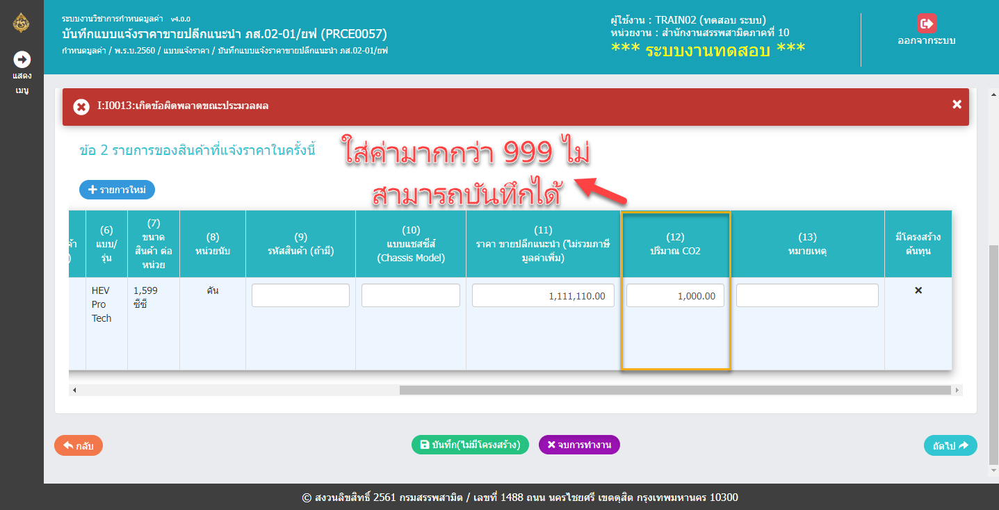 ระบบงานวิชาการกำหนดมูลค่า v4.0.0
บันทึกแบบแจ้งราคาขายปลีกแนะนำ ภส.02-01/ยฟ (PRCE0057)
กำหนดมูลค่า / พ.ร.บ.2560 / แบบแจ้งราคา / บันทึกแบบแจ้งราคาขายปลีกแนะนำ ภส.02-01/ยฟ
ผู้ใช้งาน : TRAIN02 (ทดสอบ ระบบ)
หน่วยงาน : สำนักงานสรรพสามิตภาคที่ 10
*** ระบบงานทดสอบ ***
ออกจากระบบ
แสดง
เมนู
I:I0013:เกิดข้อผิดพลาดขณะประมวลผล
ข้อ 2 รายการของสินค้าที่แจ้งราคาในครั้งนี้
ใส่ค่ามากกว่า 999 ไม่
สามารถบันทึกได้
รายการใหม่
(6)
แบบ/
รุ่น
(7)
ขนาด
สินค้า ต่อ
หน่วย
(8)
หน่วยนับ
(9)
รหัสสินค้า (ถ้ามี)
(10)
แบบแชสซีส์
(Chassis Model)
(11)
ราคา ขายปลีกแนะนำ (ไม่รวมภาษี
มูลค่าเพิ่ม)
(12)
ปริมาณ CO2
(13)
หมายเหตุ
มีโครงสร้าง
ต้นทุน
HEV
Pro
Tech
1,599
ซีซี
คัน
1,111,110.00
1,000.00
กลับ
บันทึก(ไม่มีโครงสร้าง)
จบการทำงาน
ถัดไป
© สงวนลิขสิทธิ์ 2561 กรมสรรพสามิต / เลขที่ 1488 ถนน นครไชยศรี เขตดุสิต กรุงเทพมหานคร 10300